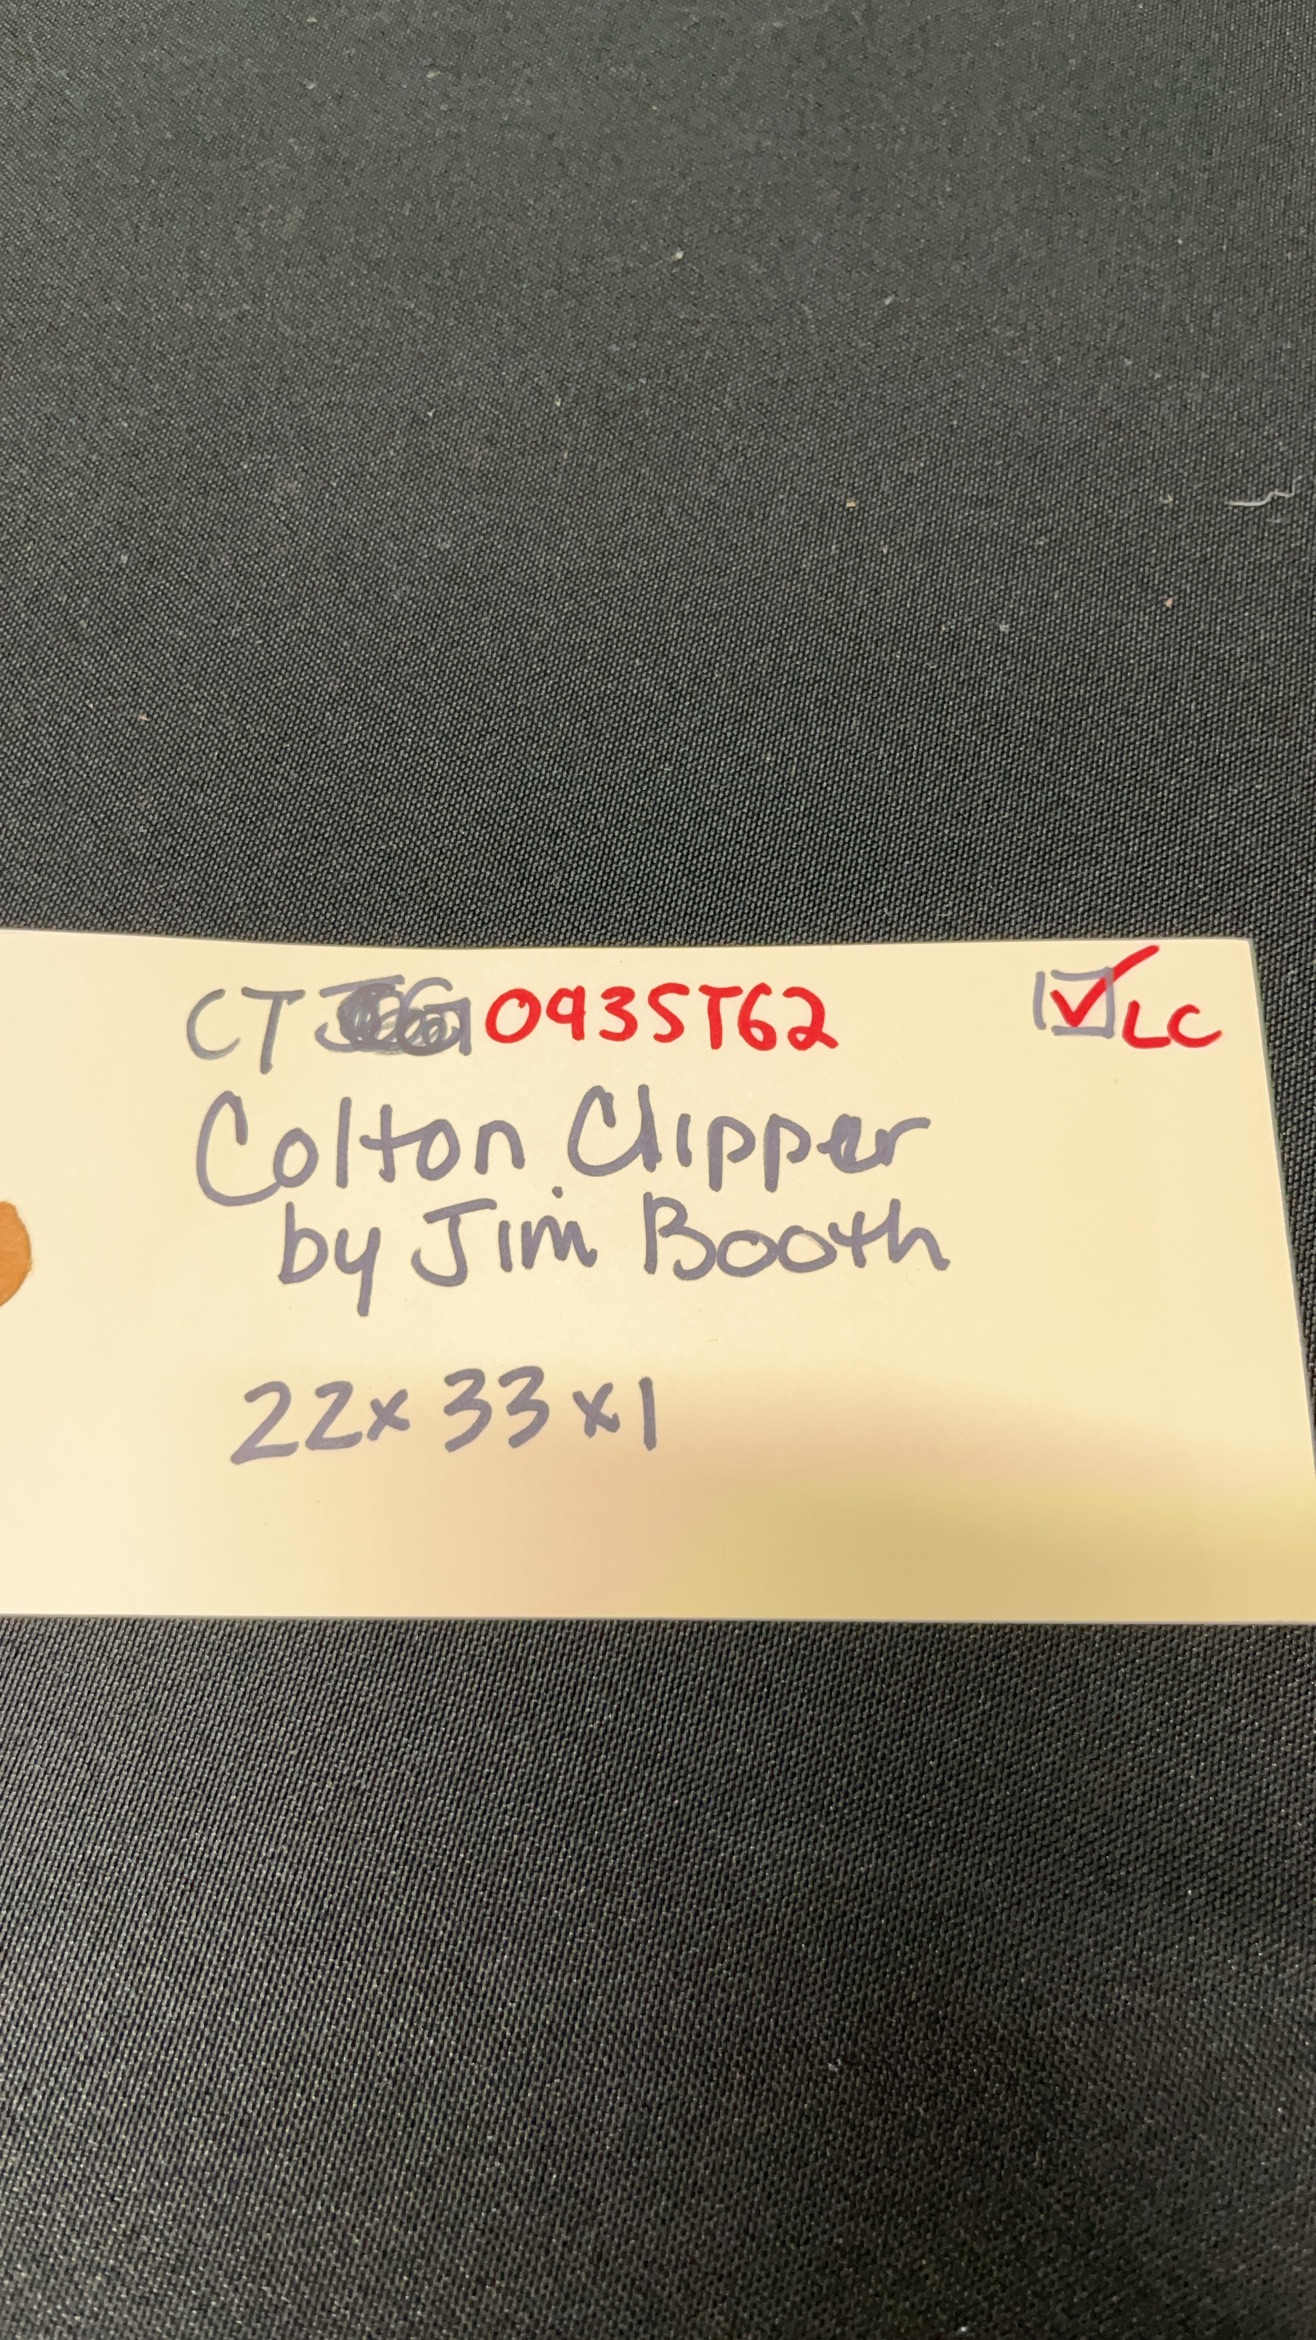 CT 0935T62 LC
Colton Clipper
by Jim Booth
22x33x1